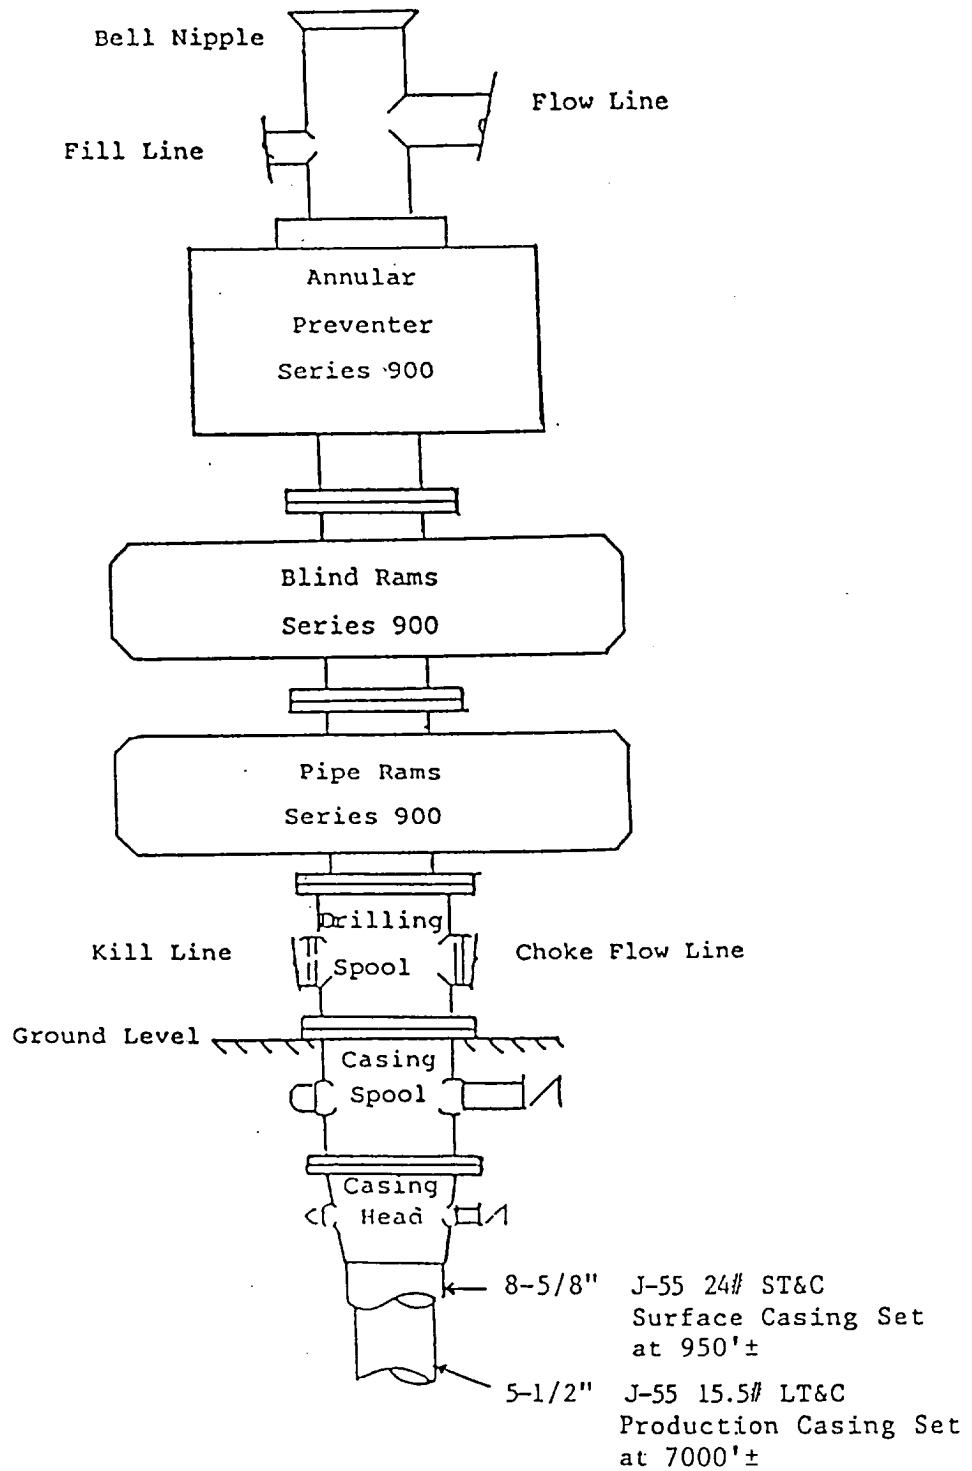 Bell Nipple
Flow Line
Fill Line
Annular
Preventer
Series 900
Blind Rams
Series 900
Pipe Rams
Series 900
Drilling
Kill Line
Spool
Choke Flow Line
Ground Level
Casing
Spool
Casing
Head
8-5/8" J-55 24# ST&C
Surface Casing Set
at 950'±
5-1/2" J-55 15.5# LT&C
Production Casing Set
at 7000'±